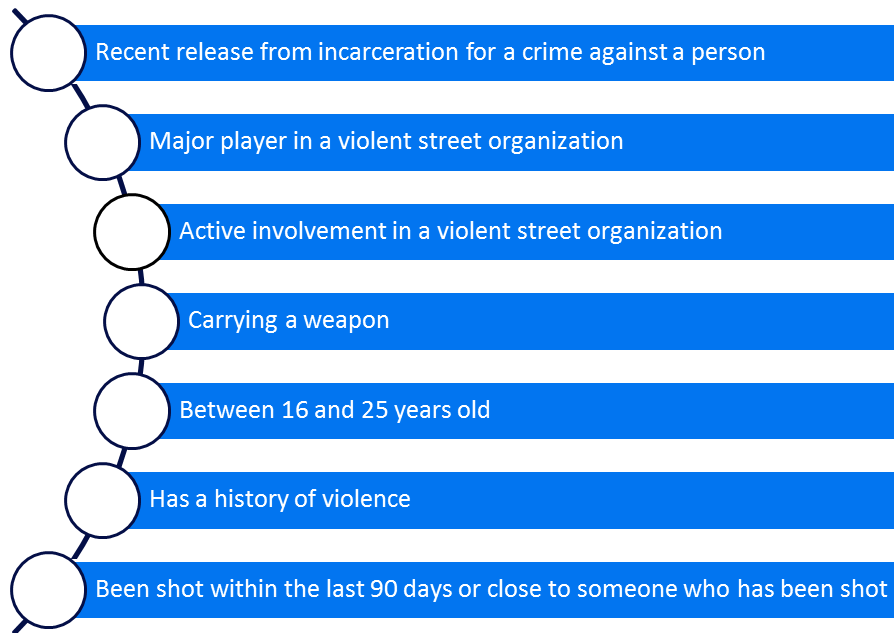 Recent release from incarceration for a crime against a person
Major player in a violent street organization
Active involvement in a violent street organization
Carrying a weapon
Between 16 and 25 years old
Has a history of violence
Been shot within the last 90 days or close to someone who has been shot